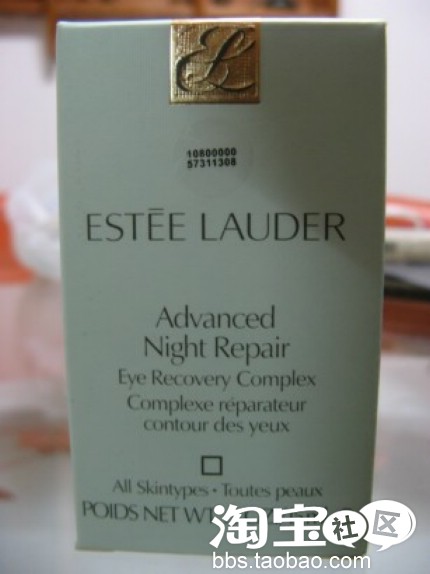 10600000
57311308
ESTĒE LAUDER
Advanced
Night Repair
Eye Recovery Complex
Complexe réparateur
contour des yeux
All Skintypes • Toutes peaux
POIDS NET WT
淘宝社区
bbs.taobao.com